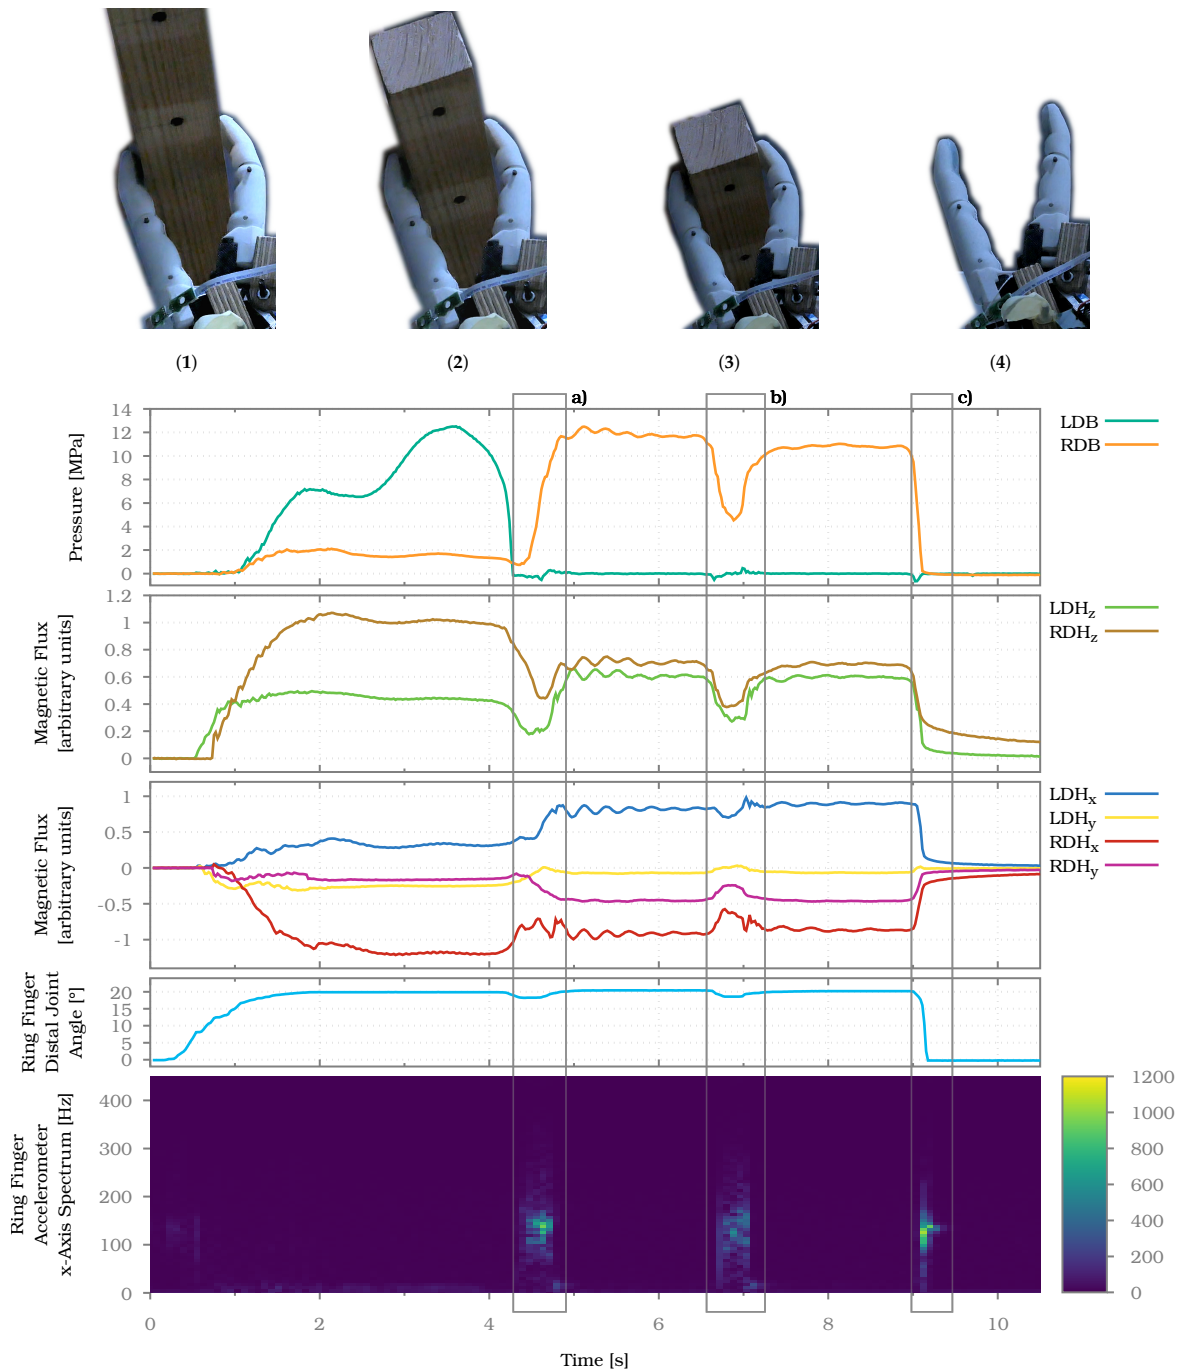 (1) (2) (3) (4)
a) b) c)
14
12
10
8
6
4
2
0
Pressure [MPa]
LDB
RDB
1.2
1
0.8
0.6
0.4
0.2
0
Magnetic Flux
[arbitrary units]
LDHz
RDHz
1
0.5
0
-0.5
-1
Magnetic Flux
[arbitrary units]
LDHx
LDHy
RDHx
RDHy
20
15
10
5
0
Ring Finger
Distal Joint
Angle [°]
400
300
200
100
0
Ring Finger
Accelerometer
x-Axis Spectrum [Hz]
1200
1000
800
600
400
200
0
0 2 4 6 8 10
Time [s]